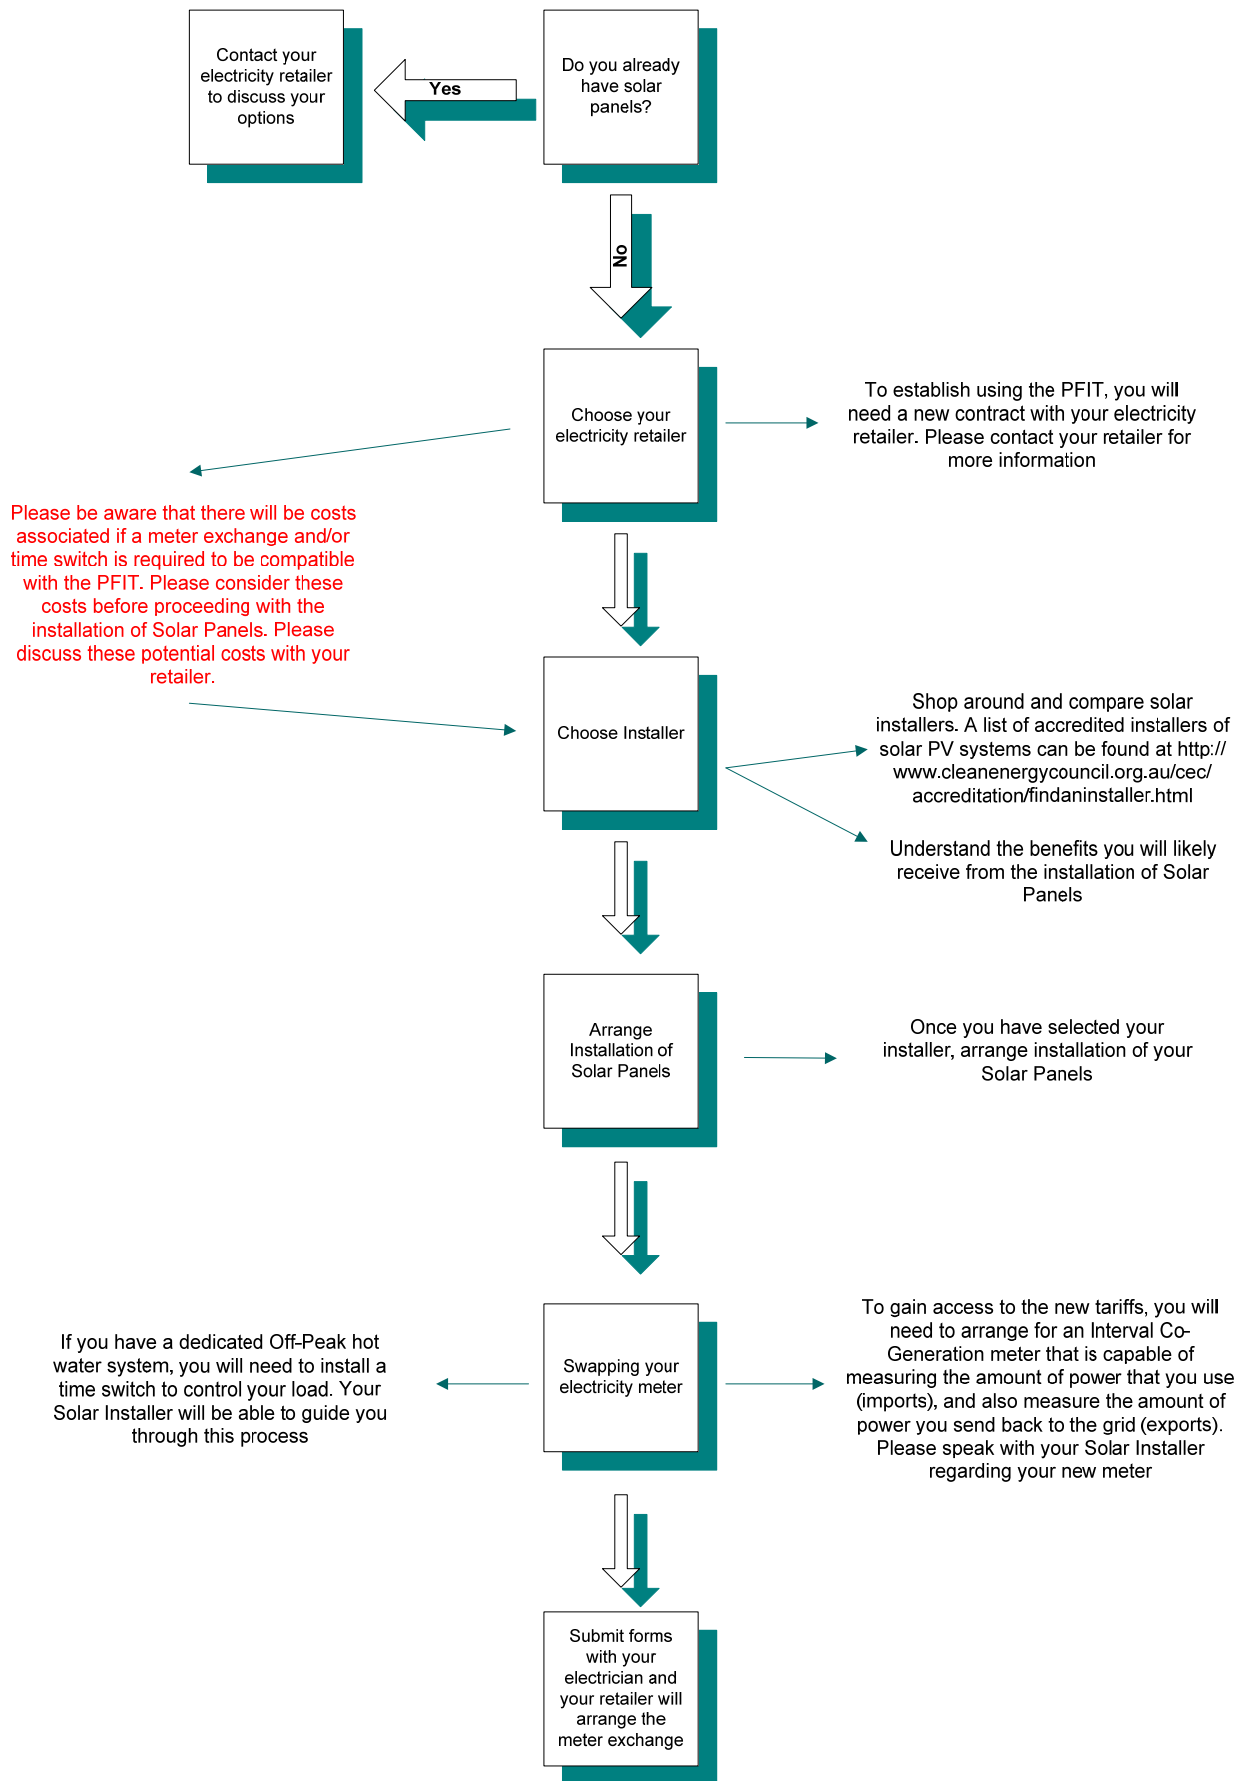 Contact your
electricity retailer
to discuss your
options
Yes
Do you already
have solar
panels?
No
Choose your
electricity retailer
To establish using the PFIT, you will
need a new contract with your electricity
retailer. Please contact your retailer for
more information
Please be aware that there will be costs
associated if a meter exchange and/or
time switch is required to be compatible
with the PFIT. Please consider these
costs before proceeding with the
installation of Solar Panels. Please
discuss these potential costs with your
retailer.
Choose Installer
Shop around and compare solar
installers. A list of accredited installers of
solar PV systems can be found at http://
www.cleanenergycouncil.org.au/cec/
accreditation/findaninstaller.html
Understand the benefits you will likely
receive from the installation of Solar
Panels
Arrange
Installation of
Solar Panels
Once you have selected your
installer, arrange installation of your
Solar Panels
If you have a dedicated Off-Peak hot
water system, you will need to install a
time switch to control your load. Your
Solar Installer will be able to guide you
through this process
Swapping your
electricity meter
To gain access to the new tariffs, you will
need to arrange for an Interval Co-
Generation meter that is capable of
measuring the amount of power that you use
(imports), and also measure the amount of
power you send back to the grid (exports).
Please speak with your Solar Installer
regarding your new meter
Submit forms
with your
electrician and
your retailer will
arrange the
meter exchange